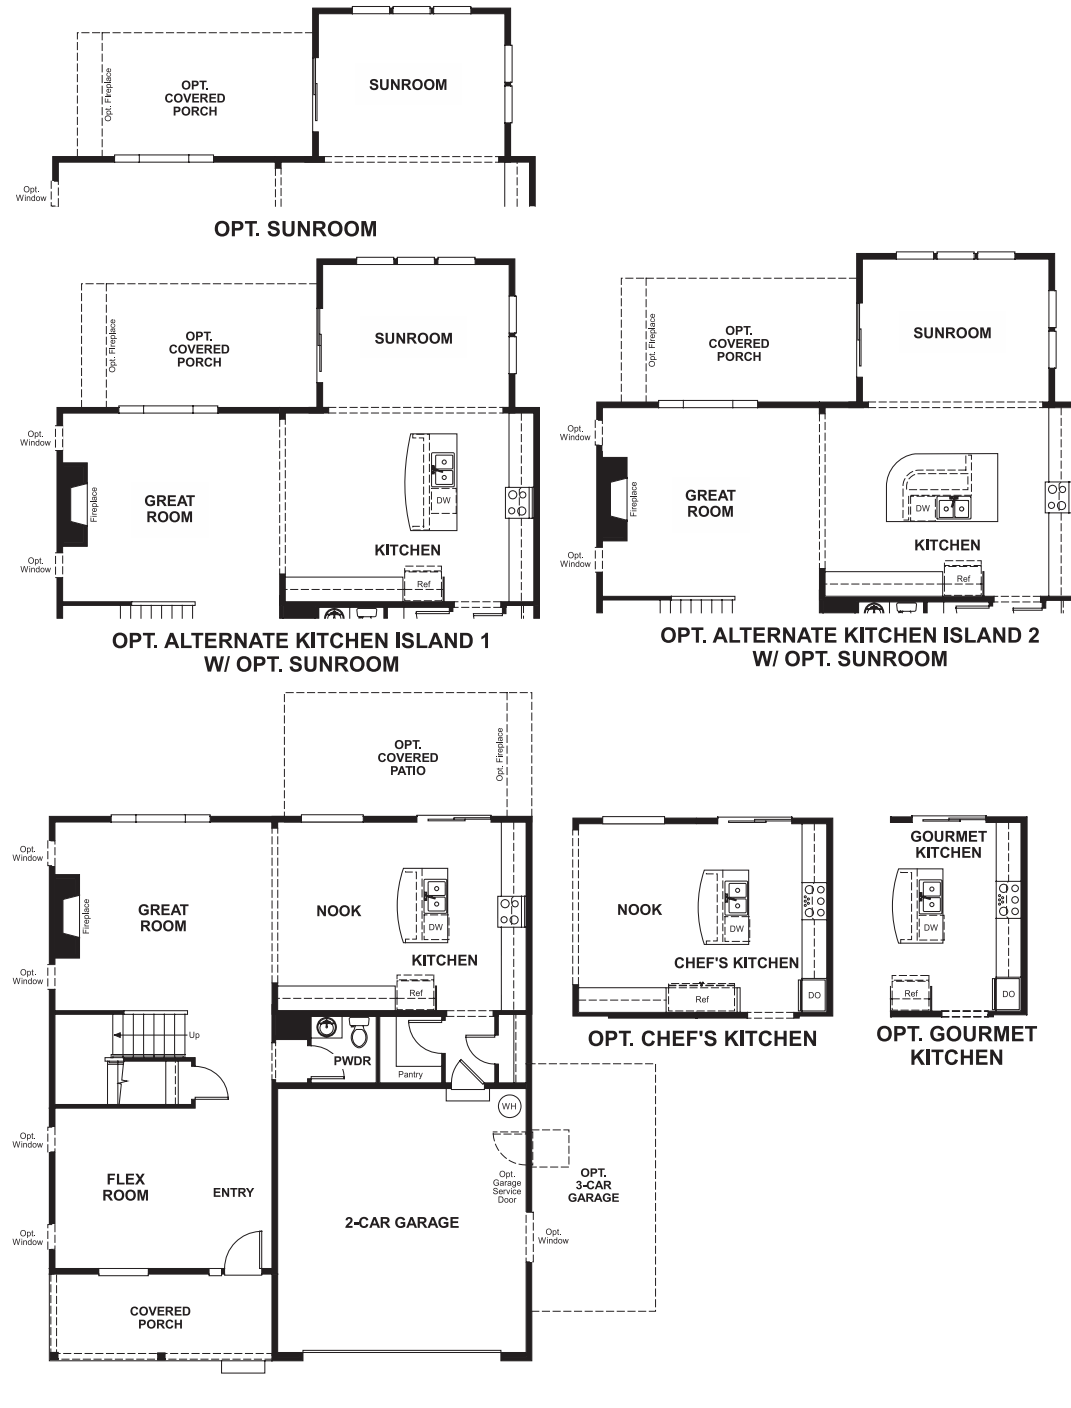 OPT.
COVERED
PORCH
Opt. Fireplace
SUNROOM
Opt.
Window
OPT. SUNROOM
OPT.
COVERED
PORCH
Opt. Fireplace
SUNROOM
Opt.
Window
Fireplace
GREAT
ROOM
DW
Opt.
Window
KITCHEN
Ref
OPT. ALTERNATE KITCHEN ISLAND 1
W/ OPT. SUNROOM
OPT.
COVERED
PORCH
Opt. Fireplace
SUNROOM
Opt.
Window
Fireplace
GREAT
ROOM
DW
Opt.
Window
KITCHEN
Ref
OPT. ALTERNATE KITCHEN ISLAND 2
W/ OPT. SUNROOM
OPT.
COVERED
PATIO
Opt. Fireplace
Opt.
Window
Fireplace
GREAT
ROOM
NOOK
DW
KITCHEN
Opt.
Window
Ref
Up
PWDR
Pantry
WH
Opt.
Window
FLEX
ROOM
ENTRY
Opt.
Garage
Service
Door
OPT.
3-CAR
GARAGE
2-CAR GARAGE
Opt.
Window
Opt.
Window
COVERED
PORCH
NOOK
DW
CHEF'S KITCHEN
Ref
DO
OPT. CHEF'S KITCHEN
GOURMET
KITCHEN
DW
Ref
DO
OPT. GOURMET
KITCHEN